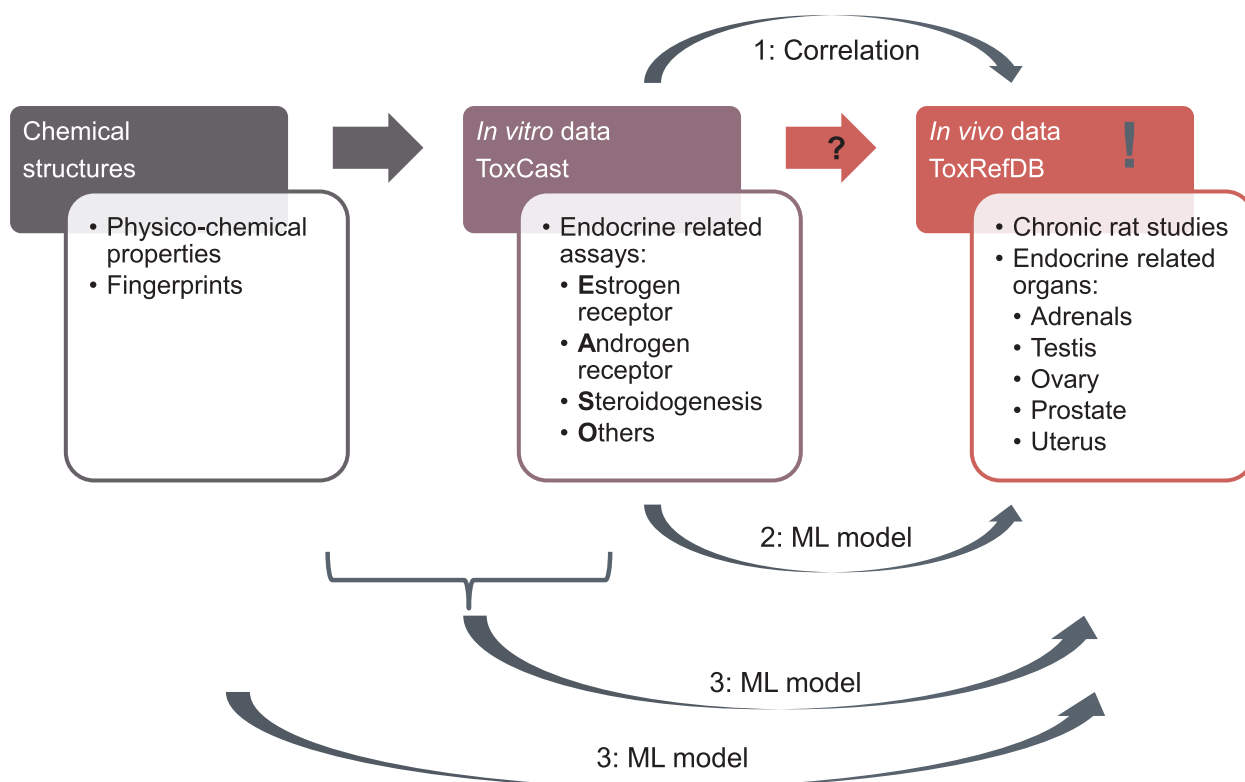 1: Correlation
Chemical
structures
• Physico-chemical
properties
• Fingerprints
In vitro data
ToxCast
• Endocrine related
assays:
• Estrogen
receptor
• Androgen
receptor
• Steroidogenesis
• Others
?
In vivo data
ToxRefDB
!
• Chronic rat studies
• Endocrine related
organs:
• Adrenals
• Testis
• Ovary
• Prostate
• Uterus
2: ML model
3: ML model
3: ML model